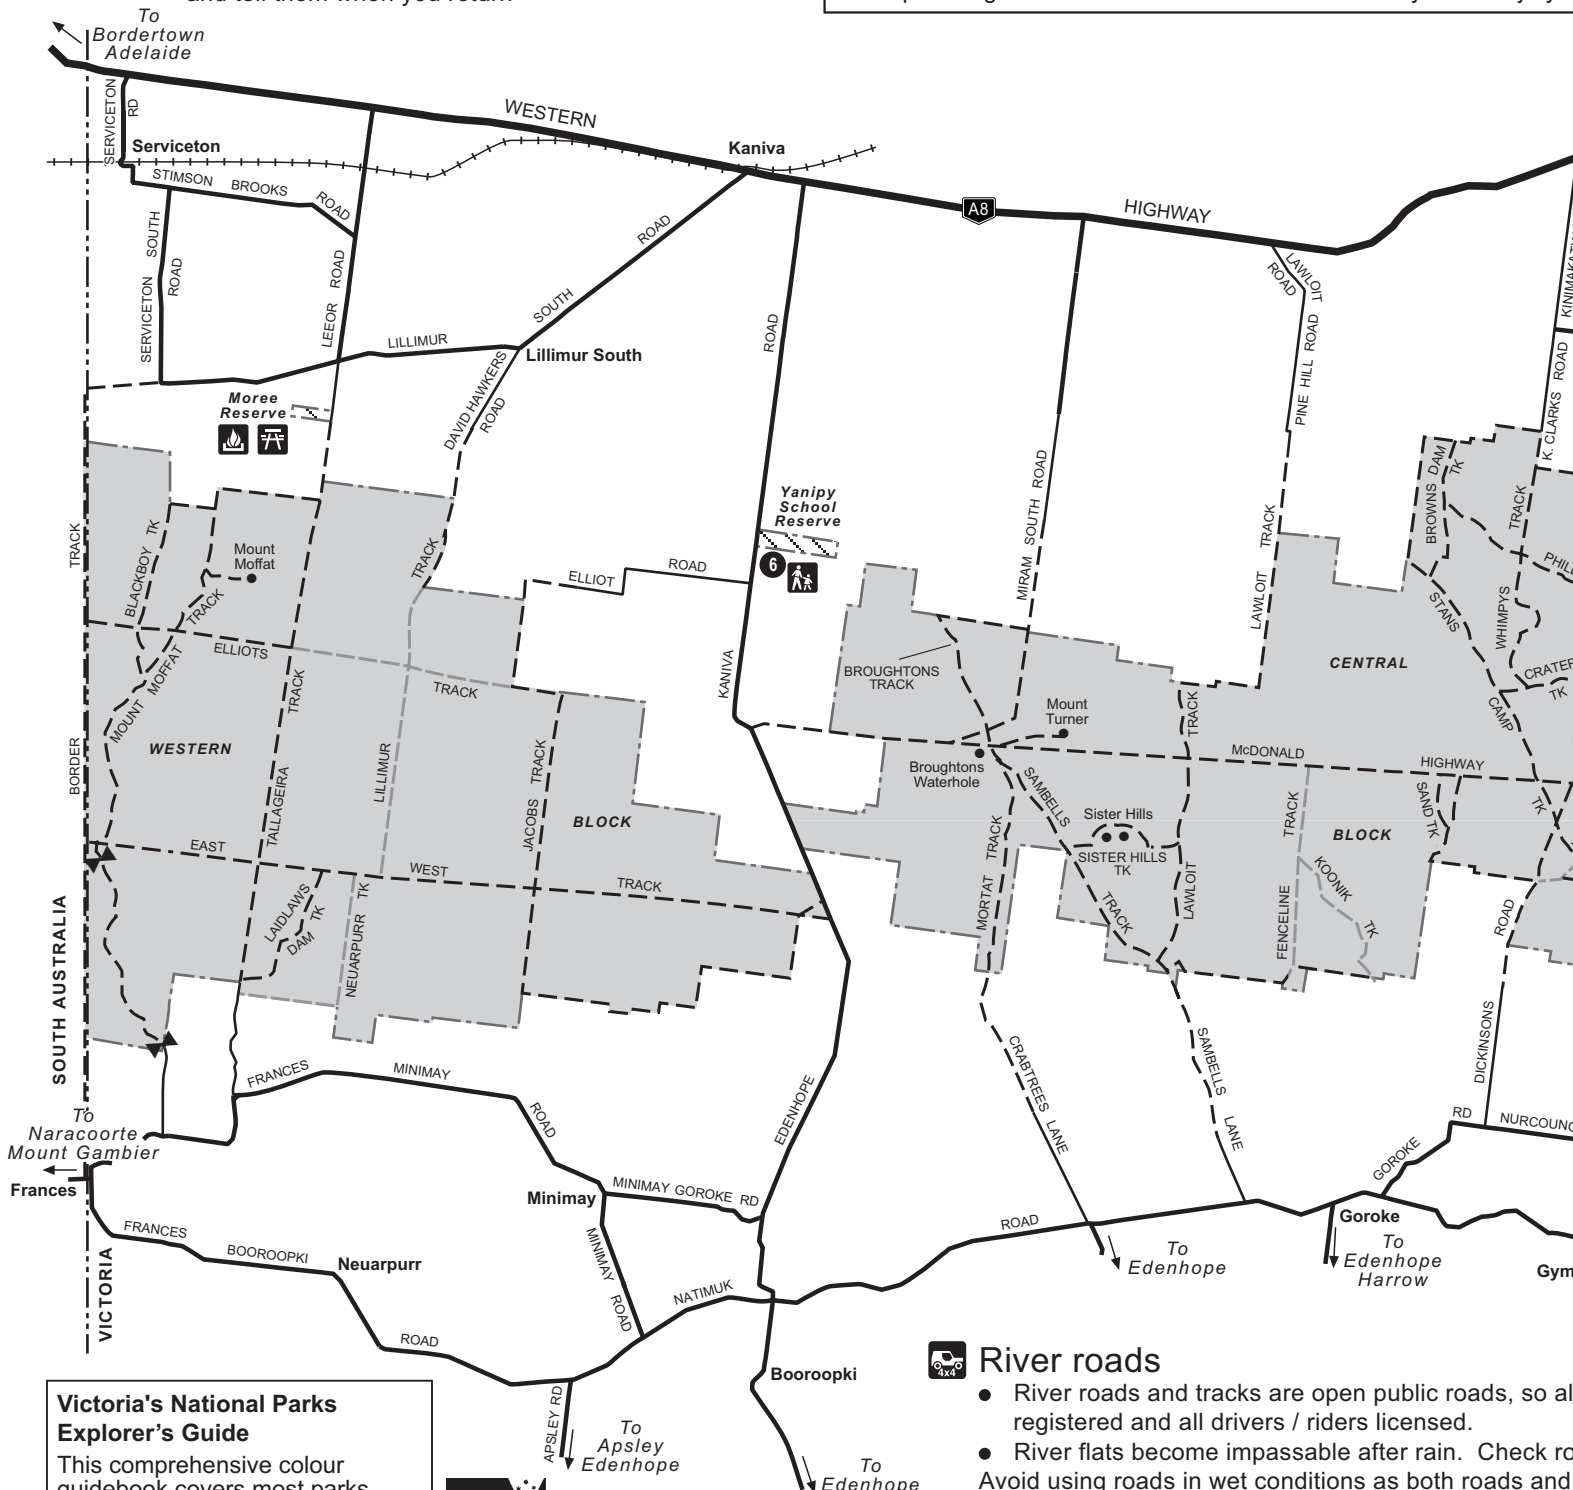 and tell them when you return
To
Bordertown
Adelaide
SERVICETON
RD
Serviceton
STIMSON BROOKS
ROAD
SERVICETON SOUTH
ROAD
LEEOR ROAD
WESTERN
Kaniva
A8
HIGHWAY
LILLIMUR
SOUTH
ROAD
Lillimur South
DAVID HAWKERS
ROAD
Moree
Reserve
ROAD
KANIVA
LAWLOIT
ROAD
PINE HILL ROAD
KINIMAKATK
K. CLARKS ROAD
MIRAM SOUTH ROAD
Yanipy
School
Reserve
6
ELLIOT
ROAD
TRACK
BORDER
BLACKBOY TK
Mount
Moffat
TRACK
MOUNT MOFFAT
TRACK
LILLIMUR
ELLIOTS
TRACK
TRACK
TALLAGEIRA
WESTERN
JACOBS TRACK
BLOCK
EAST
WEST
TRACK
LAIDLAWS
DAM TK
NEUARPURR TK
BROUGHTONS
TRACK
Mount
Turner
Broughtons
Waterhole
LAWLOIT TRACK
TRACK
LAWLOIT
CENTRAL
BROWNS DAM
TK
WHIMPYS TRACK
STANS
CAMP
TK
CRATER
TK
McDONALD
HIGHWAY
SAMBELLS
TRACK
MORTAT TRACK
Sister Hills
SISTER HILLS
TK
FENCELINE TRACK
KOONIK
TK
SAND TK
BLOCK
ROAD
DICKINSONS
SOUTH AUSTRALIA
VICTORIA
To
Naracoorte
Mount Gambier
Frances
FRANCES
MINIMAY
ROAD
EDENHOPE
CRABTREES LANE
SAMBELLS
LANE
RD
NURCOUNG
GOROKE
Minimay
MINIMAY GOROKE RD
MINIMAY ROAD
FRANCES
BOOROOPKI
ROAD
Neuarpurr
NATIMUK
ROAD
To
Edenhope
Goroke
To
Edenhope
Harrow
Gym
APSLEY RD
To
Apsley
Edenhope
Booroopki
To
Edenhope
Victoria's National Parks
Explorer's Guide
This comprehensive colour
guidebook covers most parks
4x4
River roads
● River roads and tracks are open public roads, so al
registered and all drivers / riders licensed.
● River flats become impassable after rain. Check ro
Avoid using roads in wet conditions as both roads and